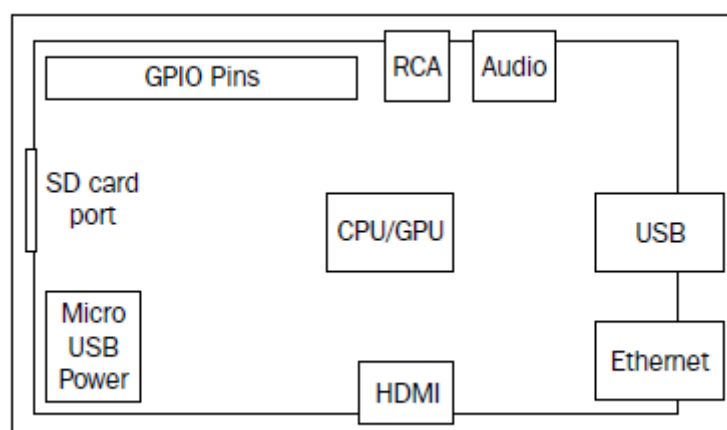 GPIO Pins
RCA
Audio
SD card
port
CPU/GPU
USB
Micro
USB
Power
HDMI
Ethernet